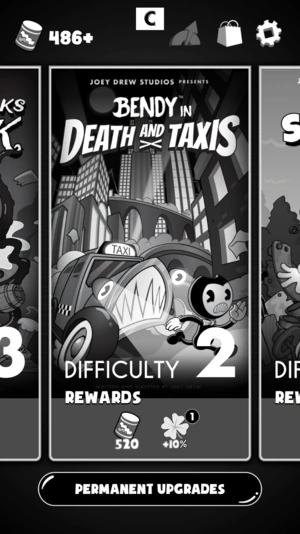 C
486+
JOEY DREW STUDIOS PRESENTS
BENDY IN
DEATH AND TAXIS
KS
K,
S
TAXI
3
DIFFICULTY 2
DIF
REWARDS
REW
1
520
+10%
PERMANENT UPGRADES